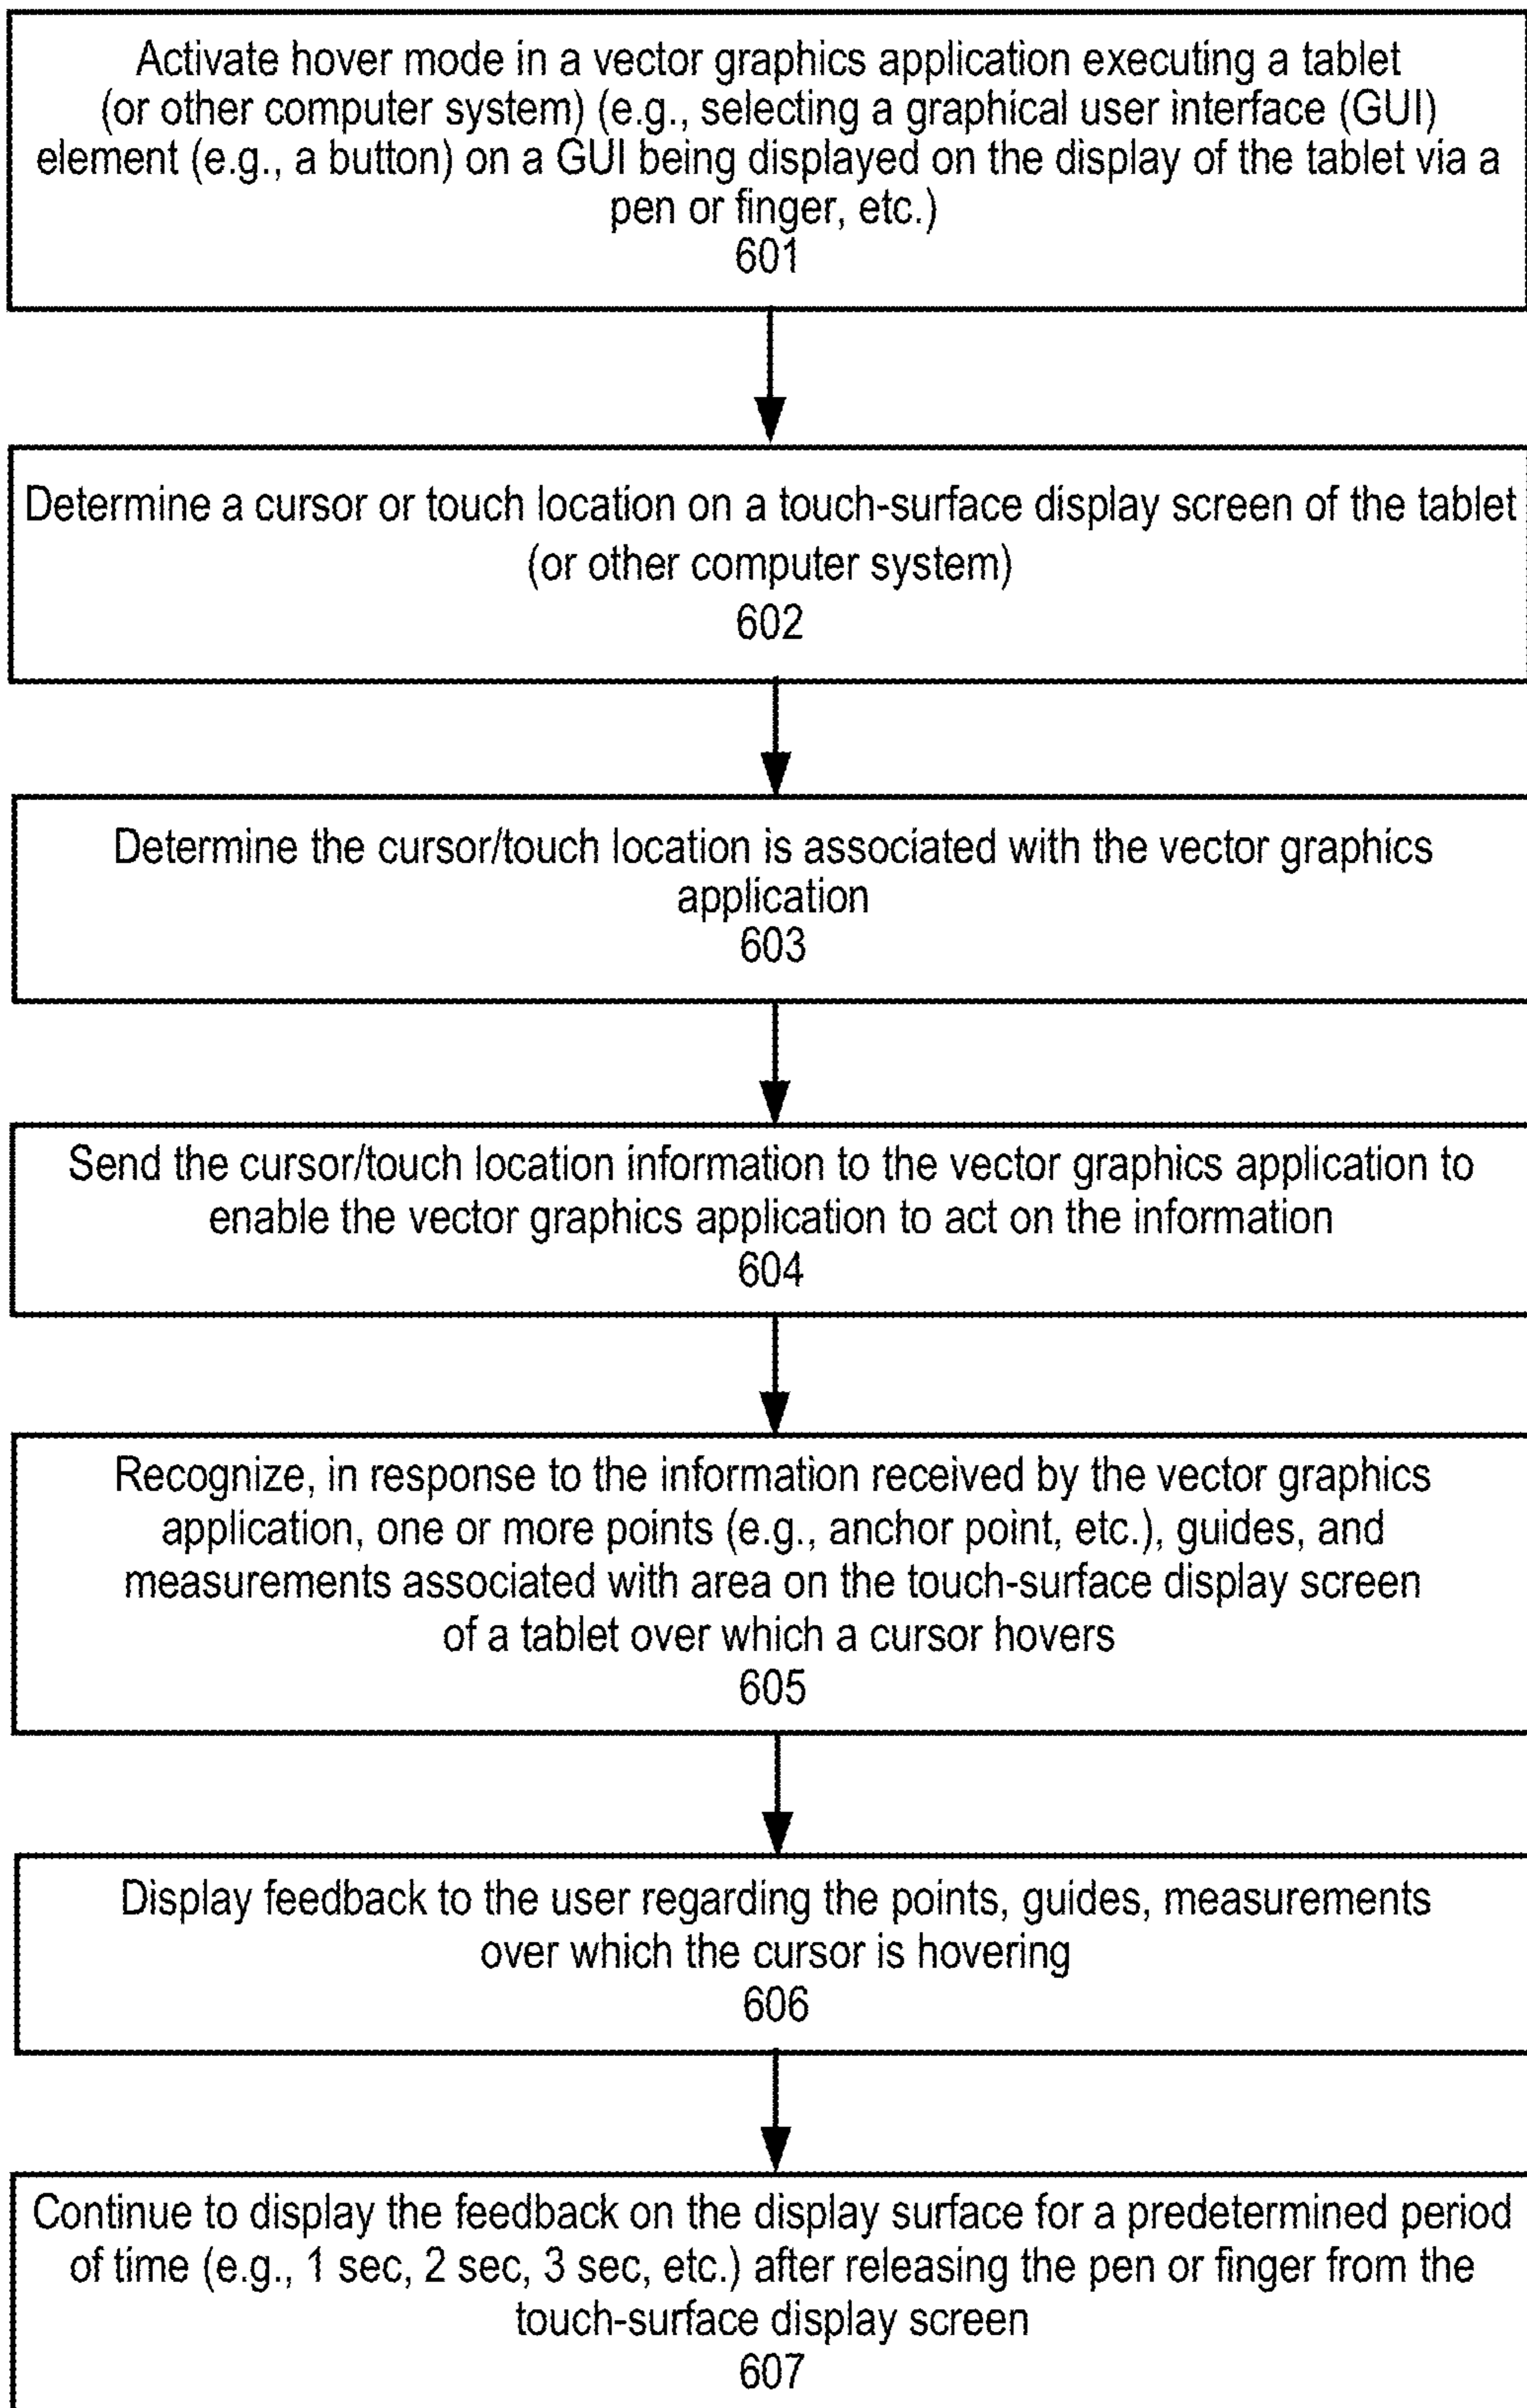 Activate hover mode in a vector graphics application executing a tablet
(or other computer system) (e.g., selecting a graphical user interface (GUI)
element (e.g., a button) on a GUI being displayed on the display of the tablet via a
pen or finger, etc.)
601
Determine a cursor or touch location on a touch-surface display screen of the tablet
(or other computer system)
602
Determine the cursor/touch location is associated with the vector graphics
application
603
Send the cursor/touch location information to the vector graphics application to
enable the vector graphics application to act on the information
604
Recognize, in response to the information received by the vector graphics
application, one or more points (e.g., anchor point, etc.), guides, and
measurements associated with area on the touch-surface display screen
of a tablet over which a cursor hovers
605
Display feedback to the user regarding the points, guides, measurements
over which the cursor is hovering
606
Continue to display the feedback on the display surface for a predetermined period
of time (e.g., 1 sec, 2 sec, 3 sec, etc.) after releasing the pen or finger from the
touch-surface display screen
607